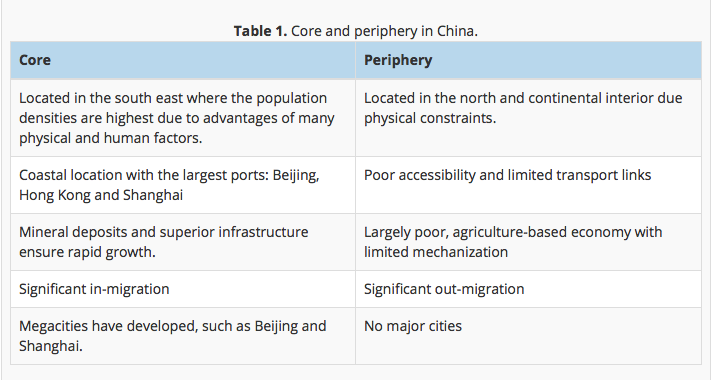 Table 1. Core and periphery in China.
Core
Periphery
Located in the south east where the population
densities are highest due to advantages of many
physical and human factors.
Located in the north and continental interior due
physical constraints.
Coastal location with the largest ports: Beijing,
Hong Kong and Shanghai
Poor accessibility and limited transport links
Mineral deposits and superior infrastructure
ensure rapid growth.
Largely poor, agriculture-based economy with
limited mechanization
Significant in-migration
Significant out-migration
Megacities have developed, such as Beijing and
Shanghai.
No major cities